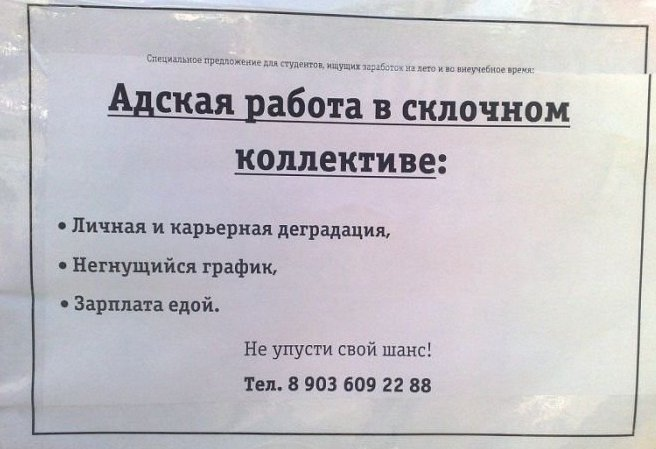 Специальное предложение для студентов, ищущих заработок на лето и во внеучебное время:
Адская работа в склочном
коллективе:
• Личная и карьерная деградация,
• Негнущийся график,
• Зарплата едой.
Не упусти свой шанс!
Тел. 8 903 609 22 88